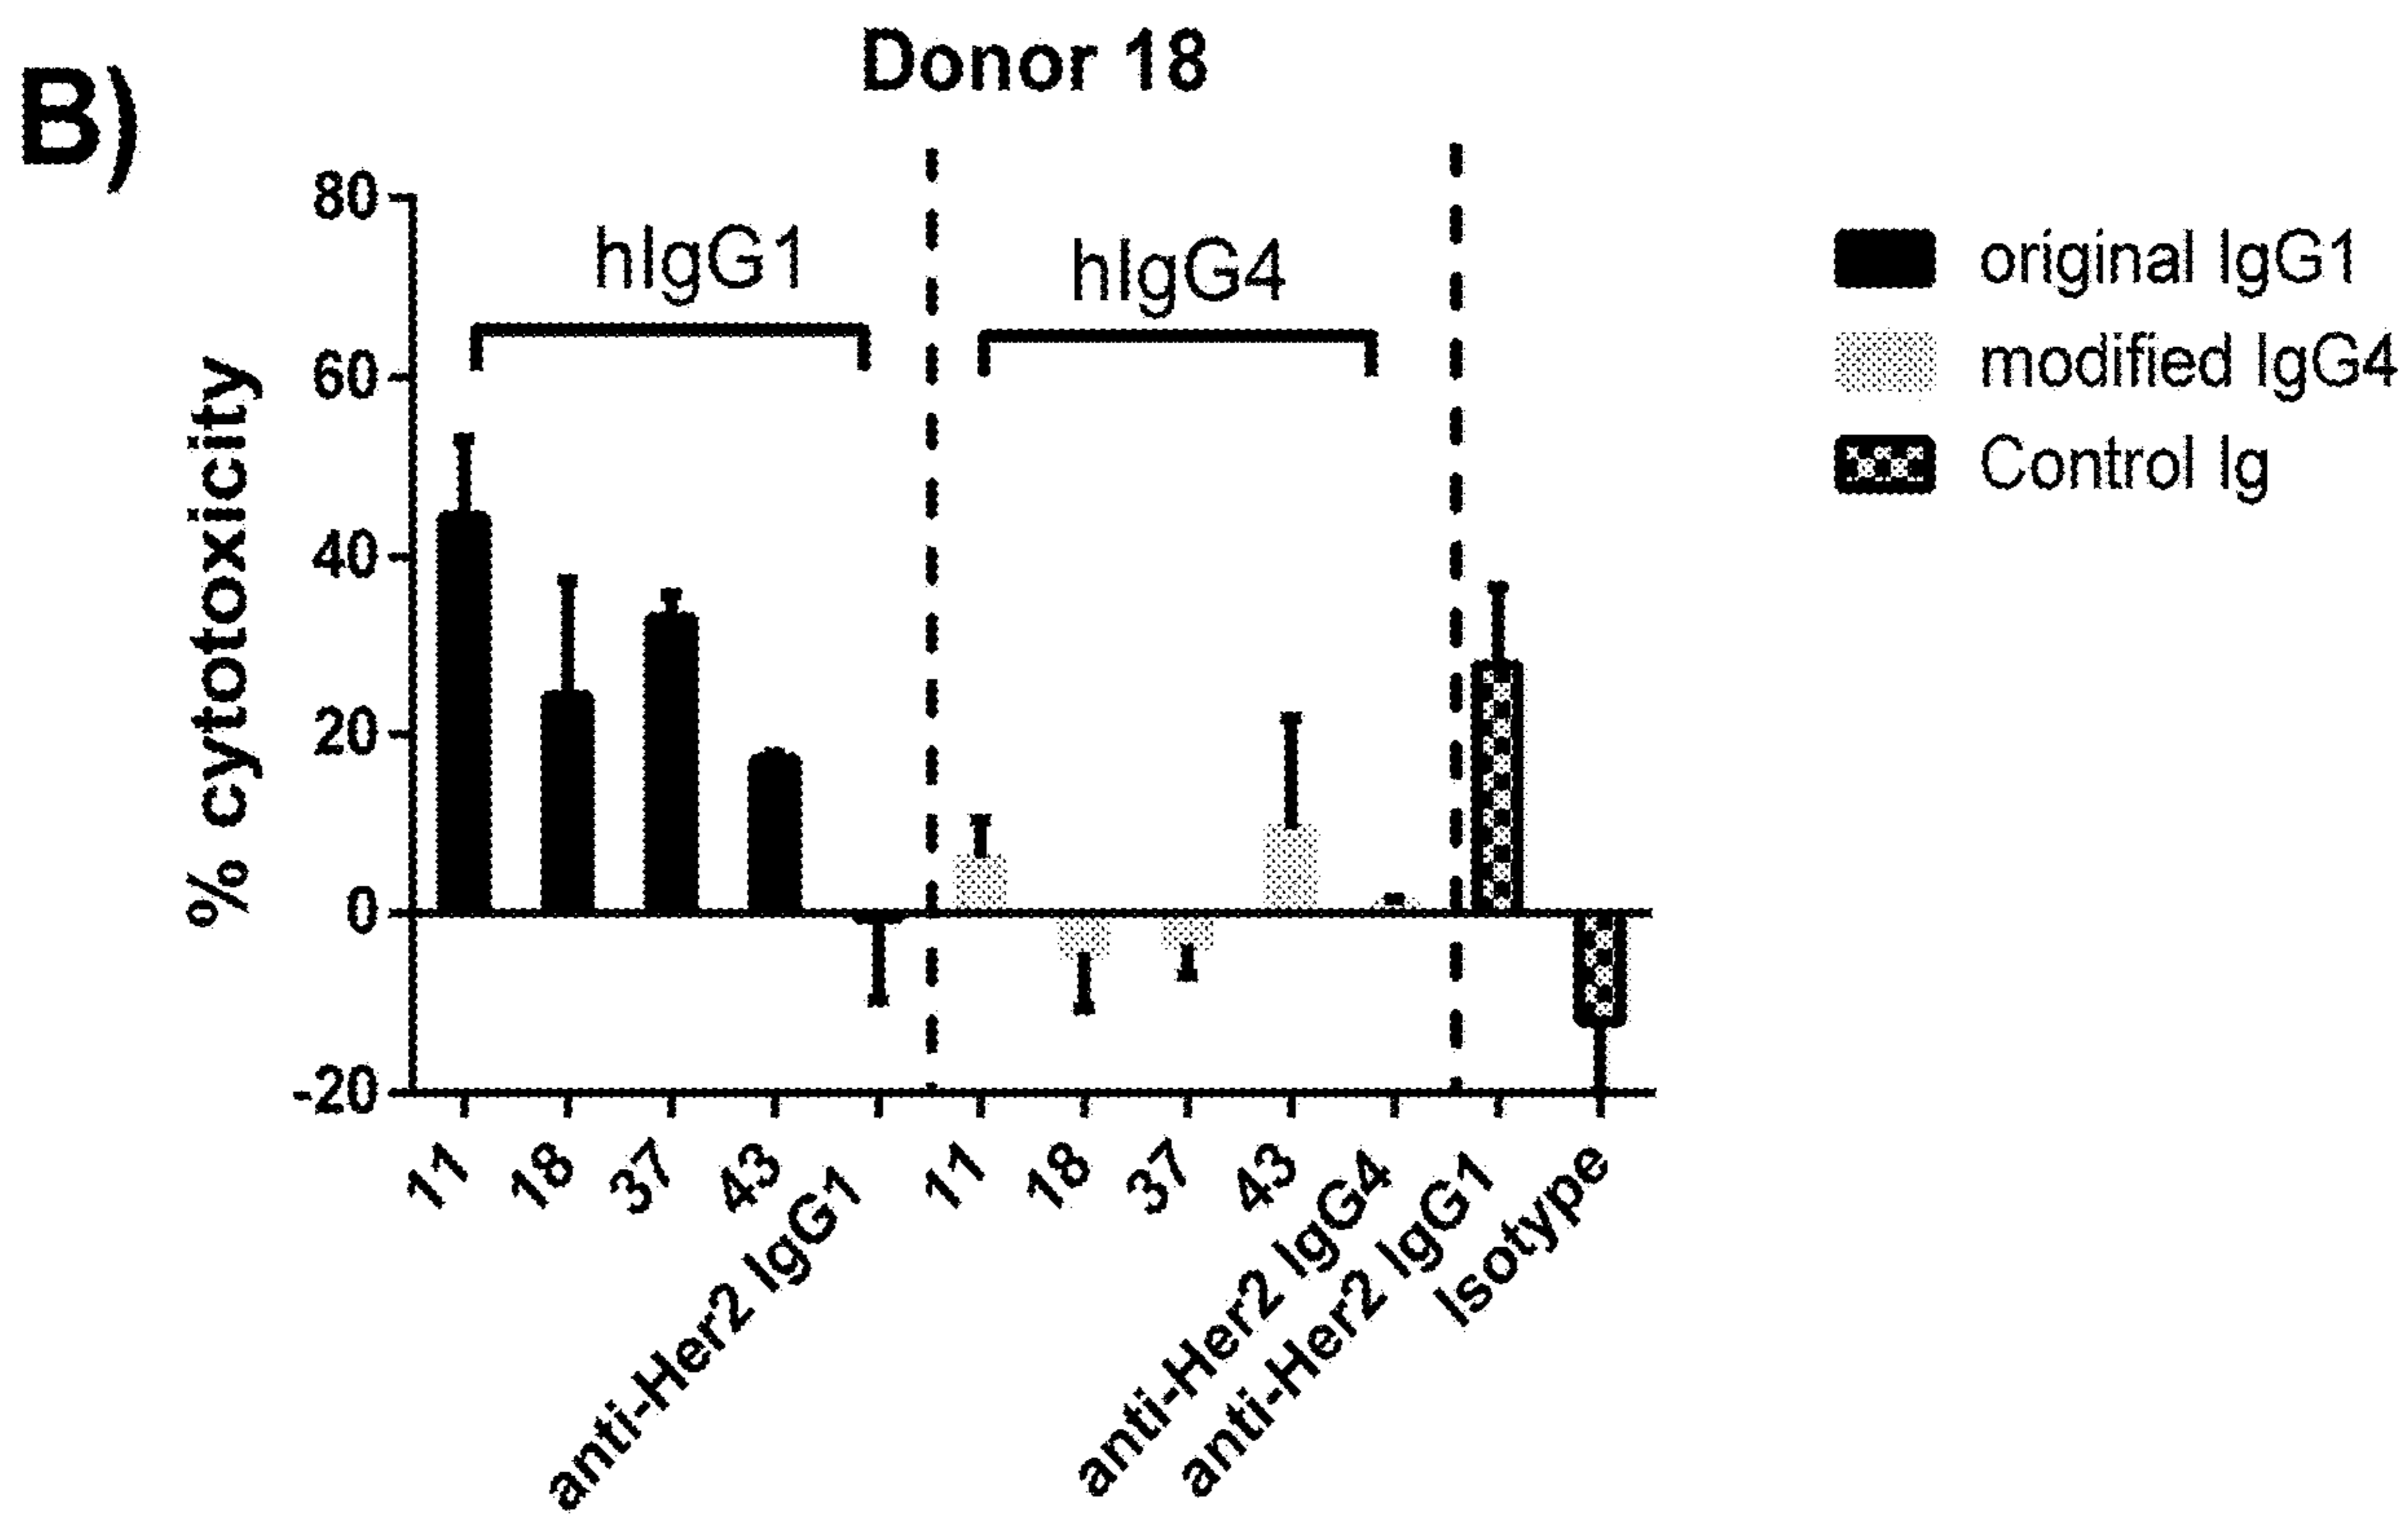 B)
Donor 18
% cytotoxicity
80
60
40
20
0
-20
hIgG1
hIgG4
original IgG1
modified IgG4
Control Ig
11
18
37
43
anti-Her2 IgG1
11
18
37
43
anti-Her2 IgG4
anti-Her2 IgG1
Isotype